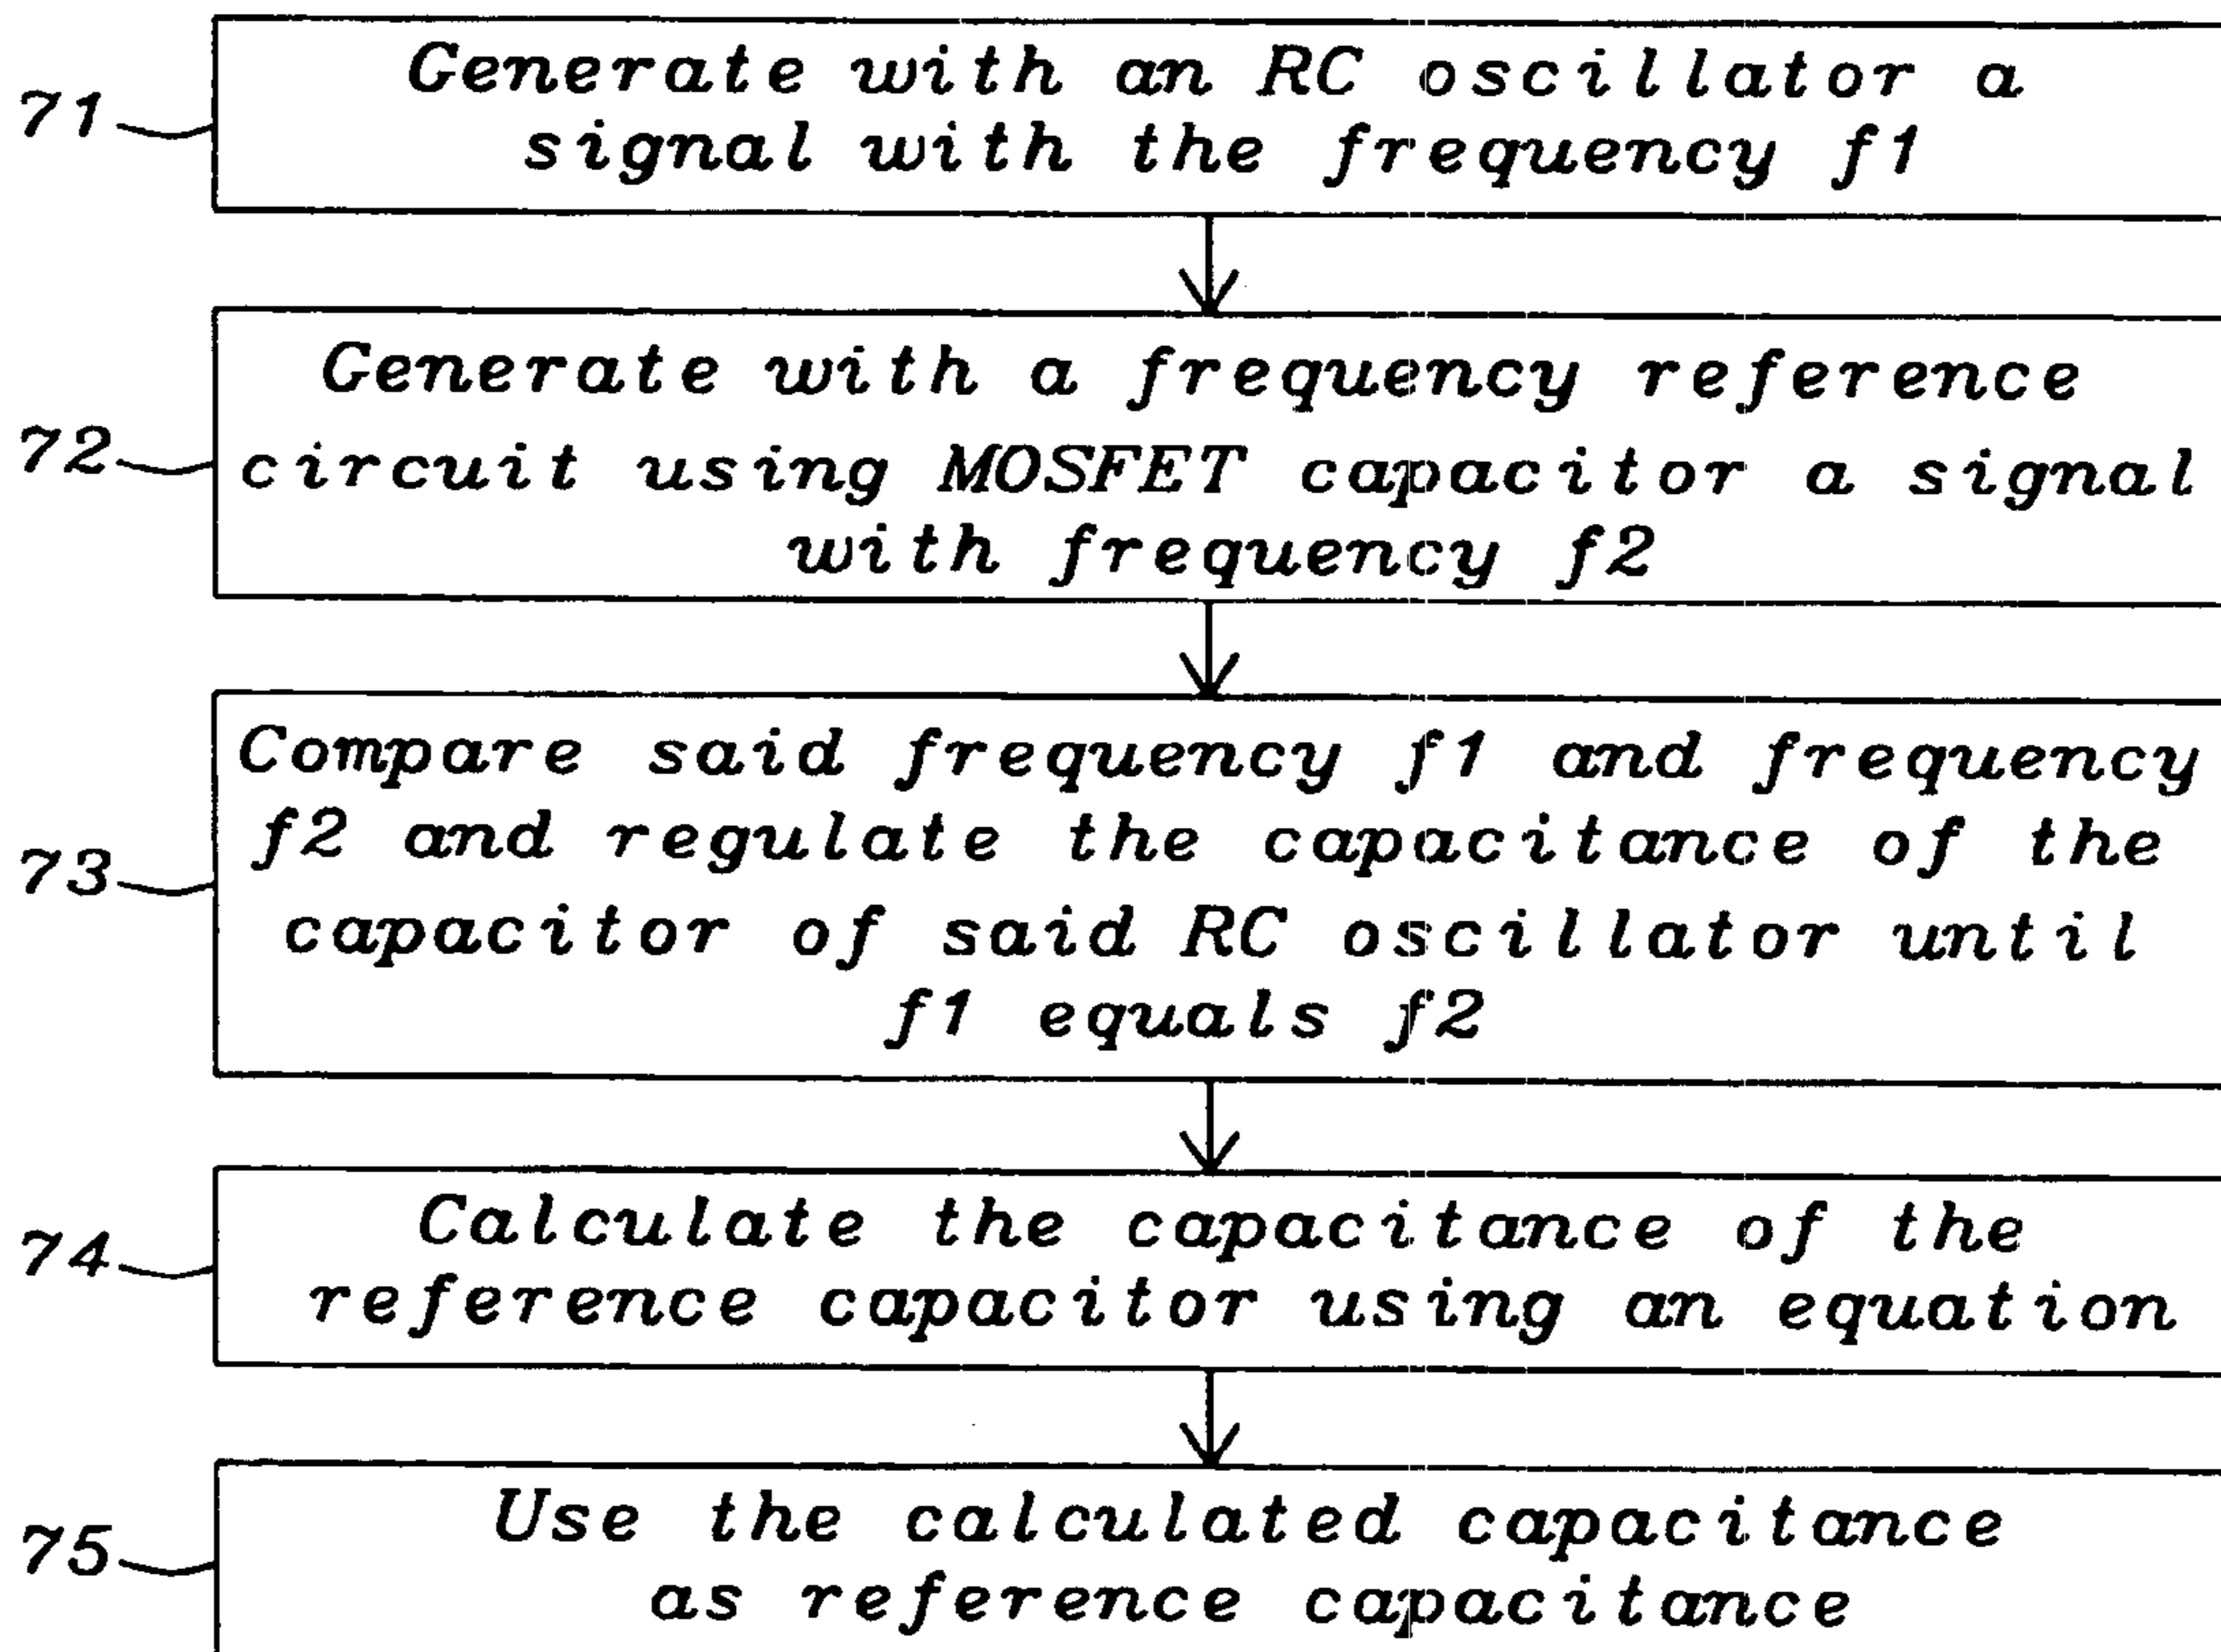 Generate with an RC oscillator a
71
signal with the frequency f1
Generate with a frequency reference
72
circuit using MOSFET capacitor a signal
with frequency f2
Compare said frequency f1 and frequency
f2 and regulate the capacitance of the
73
capacitor of said RC oscillator until
f1 equals f2
Calculate the capacitance of the
74
reference capacitor using an equation
Use the calculated capacitance
75
as reference capacitance